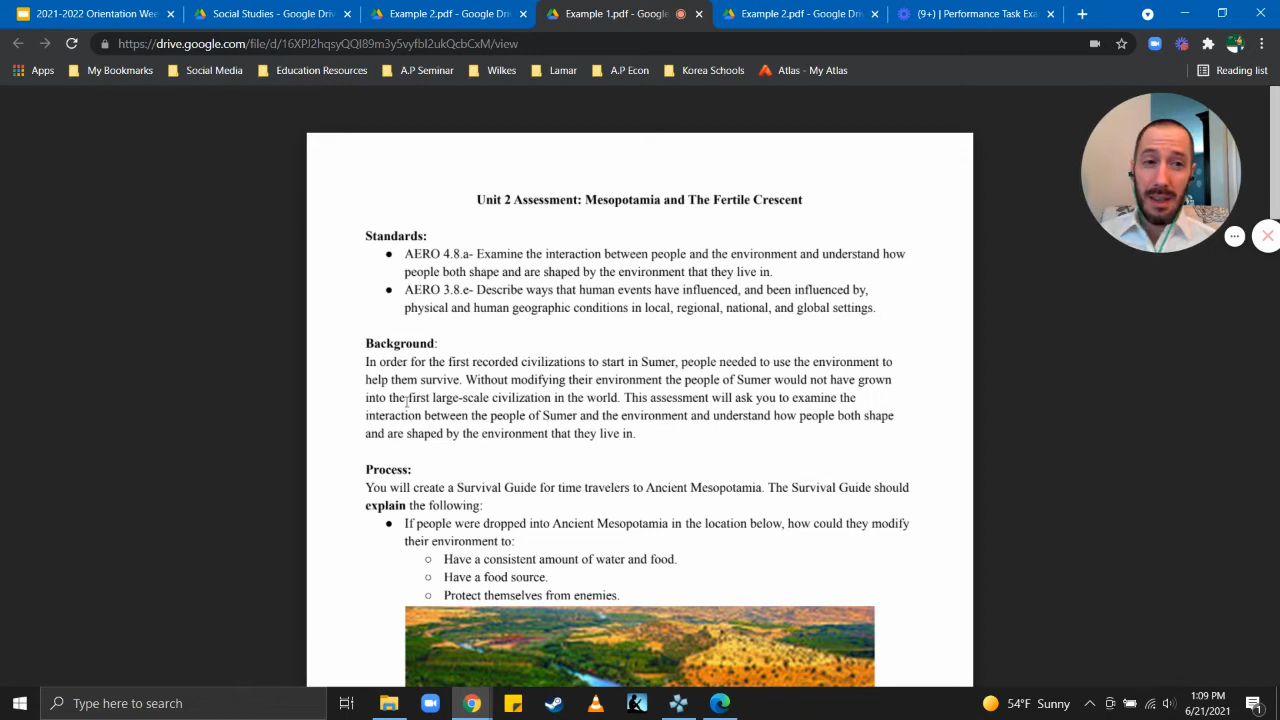 2021-2022 Orientation Wee
Social Studies - Google Drive
Example 2.pdf - Google Drive
Example 1.pdf - Google
Example 2.pdf - Google Drive
(9+) | Performance Task Exam
https://drive.google.com/file/d/16XPJ2hqsyQQI89m3y5vyfbI2ukQcbCxM/view
Apps
My Bookmarks
Social Media
Education Resources
A.P Seminar
Wilkes
Lamar
A.P Econ
Korea Schools
Atlas - My Atlas
Reading list
Unit 2 Assessment: Mesopotamia and The Fertile Crescent
Standards:
● AERO 4.8.a- Examine the interaction between people and the environment and understand how
people both shape and are shaped by the environment that they live in.
● AERO 3.8.e- Describe ways that human events have influenced, and been influenced by,
physical and human geographic conditions in local, regional, national, and global settings.
Background:
In order for the first recorded civilizations to start in Sumer, people needed to use the environment to
help them survive. Without modifying their environment the people of Sumer would not have grown
into the first large-scale civilization in the world. This assessment will ask you to examine the
interaction between the people of Sumer and the environment and understand how people both shape
and are shaped by the environment that they live in.
Process:
You will create a Survival Guide for time travelers to Ancient Mesopotamia. The Survival Guide should
explain the following:
● If people were dropped into Ancient Mesopotamia in the location below, how could they modify
their environment to:
○ Have a consistent amount of water and food.
○ Have a food source.
○ Protect themselves from enemies.
Type here to search
54°F Sunny
1:09 PM
6/21/2021